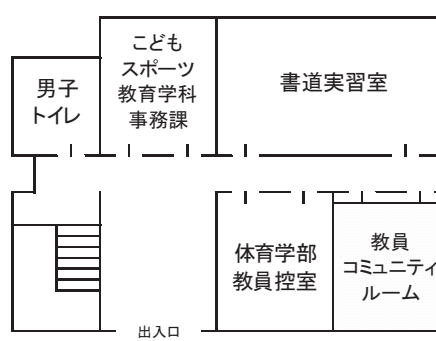 男子
トイレ
こども
スポーツ
教育学科
事務課
書道実習室
体育学部
教員控室
教員
コミュニティ
ルーム
出入口